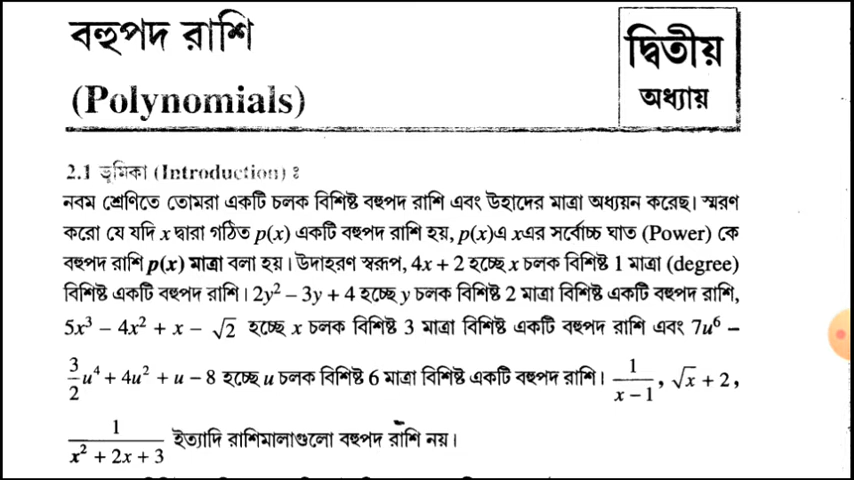 বহুপদ রাশি
(Polynomials)
দ্বিতীয়
অধ্যায়
2.1 ভূমিকা (Introduction) ঃ
নবম শ্রেণিতে তোমরা একটি চলক বিশিষ্ট বহুপদ রাশি এবং উহাদের মাত্রা অধ্যয়ন করেছ। স্মরণ
করো যে যদি x দ্বারা গঠিত p(x) একটি বহুপদ রাশি হয়, p(x)এ xএর সর্বোচ্চ ঘাত (Power) কে
বহুপদ রাশি p(x) মাত্রা বলা হয়। উদাহরণ স্বরূপ, 4x + 2 হচ্ছে x চলক বিশিষ্ট 1 মাত্রা (degree)
বিশিষ্ট একটি বহুপদ রাশি। 2y² – 3y + 4 হচ্ছে y চলক বিশিষ্ট 2 মাত্রা বিশিষ্ট একটি বহুপদ রাশি,
5x³ – 4x² + x – √2 হচ্ছে x চলক বিশিষ্ট 3 মাত্রা বিশিষ্ট একটি বহুপদ রাশি এবং 7u⁶ –
3/2 u⁴ + 4u² + u – 8 হচ্ছে u চলক বিশিষ্ট 6 মাত্রা বিশিষ্ট একটি বহুপদ রাশি। 1/(x – 1), √x + 2,
1/(x² + 2x + 3) ইত্যাদি রাশিমালাগুলো বহুপদ রাশি নয়।